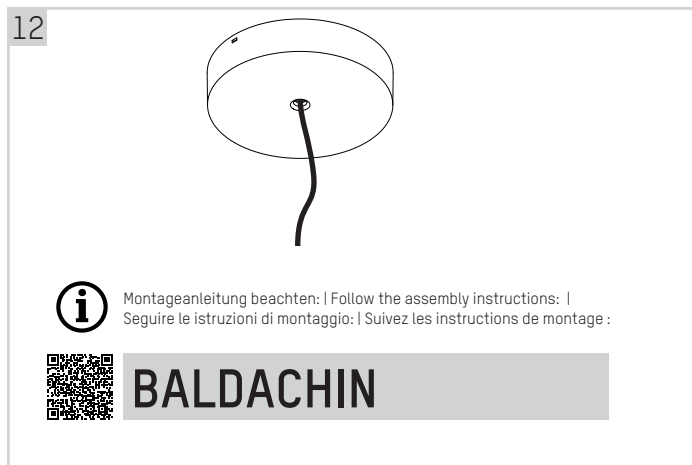 12
Montageanleitung beachten: | Follow the assembly instructions: |
Seguire le istruzioni di montaggio: | Suivez les instructions de montage :
BALDACHIN